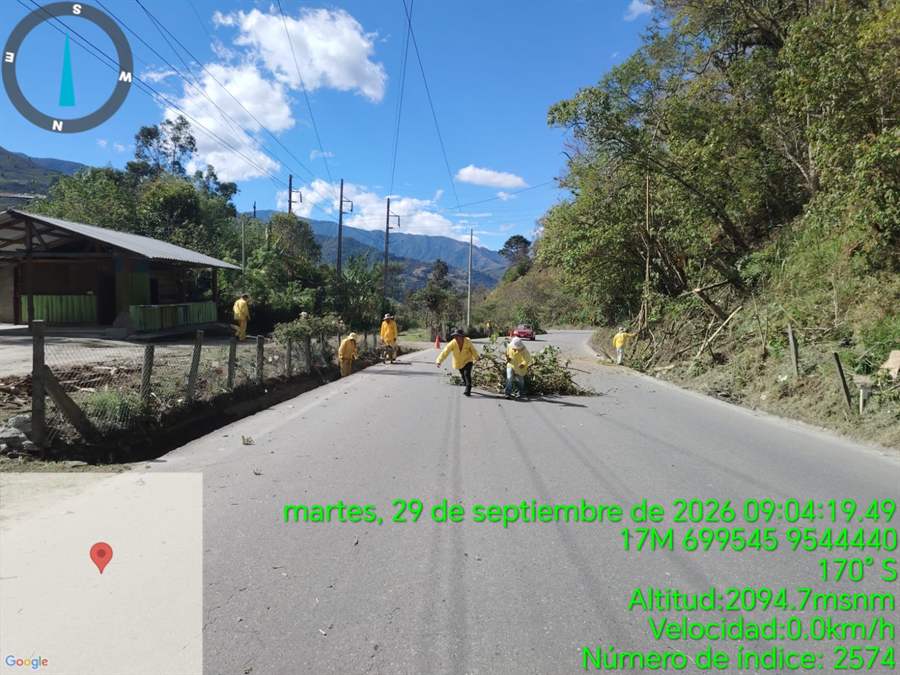 S
E
W
N
martes, 29 de septiembre de 2026 09:04:19.49
17M 699545 9544440
170° S
Altitud:2094.7msnm
Velocidad:0.0km/h
Número de índice: 2574
Google